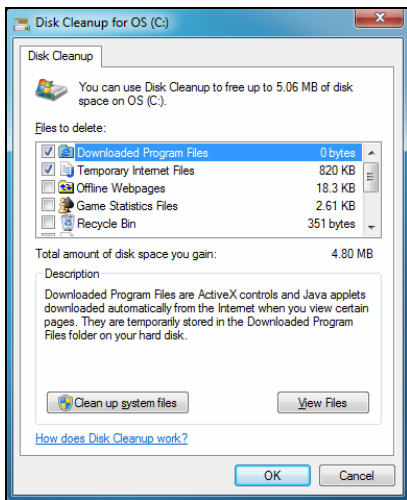 Disk Cleanup for OS (C:)
Disk Cleanup
You can use Disk Cleanup to free up to 5.06 MB of disk
space on OS (C:).
Files to delete:
Downloaded Program Files 0 bytes
Temporary Internet Files 820 KB
Offline Webpages 18.3 KB
Game Statistics Files 2.61 KB
Recycle Bin 351 bytes
Total amount of disk space you gain: 4.80 MB
Description
Downloaded Program Files are ActiveX controls and Java applets
downloaded automatically from the Internet when you view certain
pages. They are temporarily stored in the Downloaded Program
Files folder on your hard disk.
Clean up system files View Files
How does Disk Cleanup work?
OK Cancel